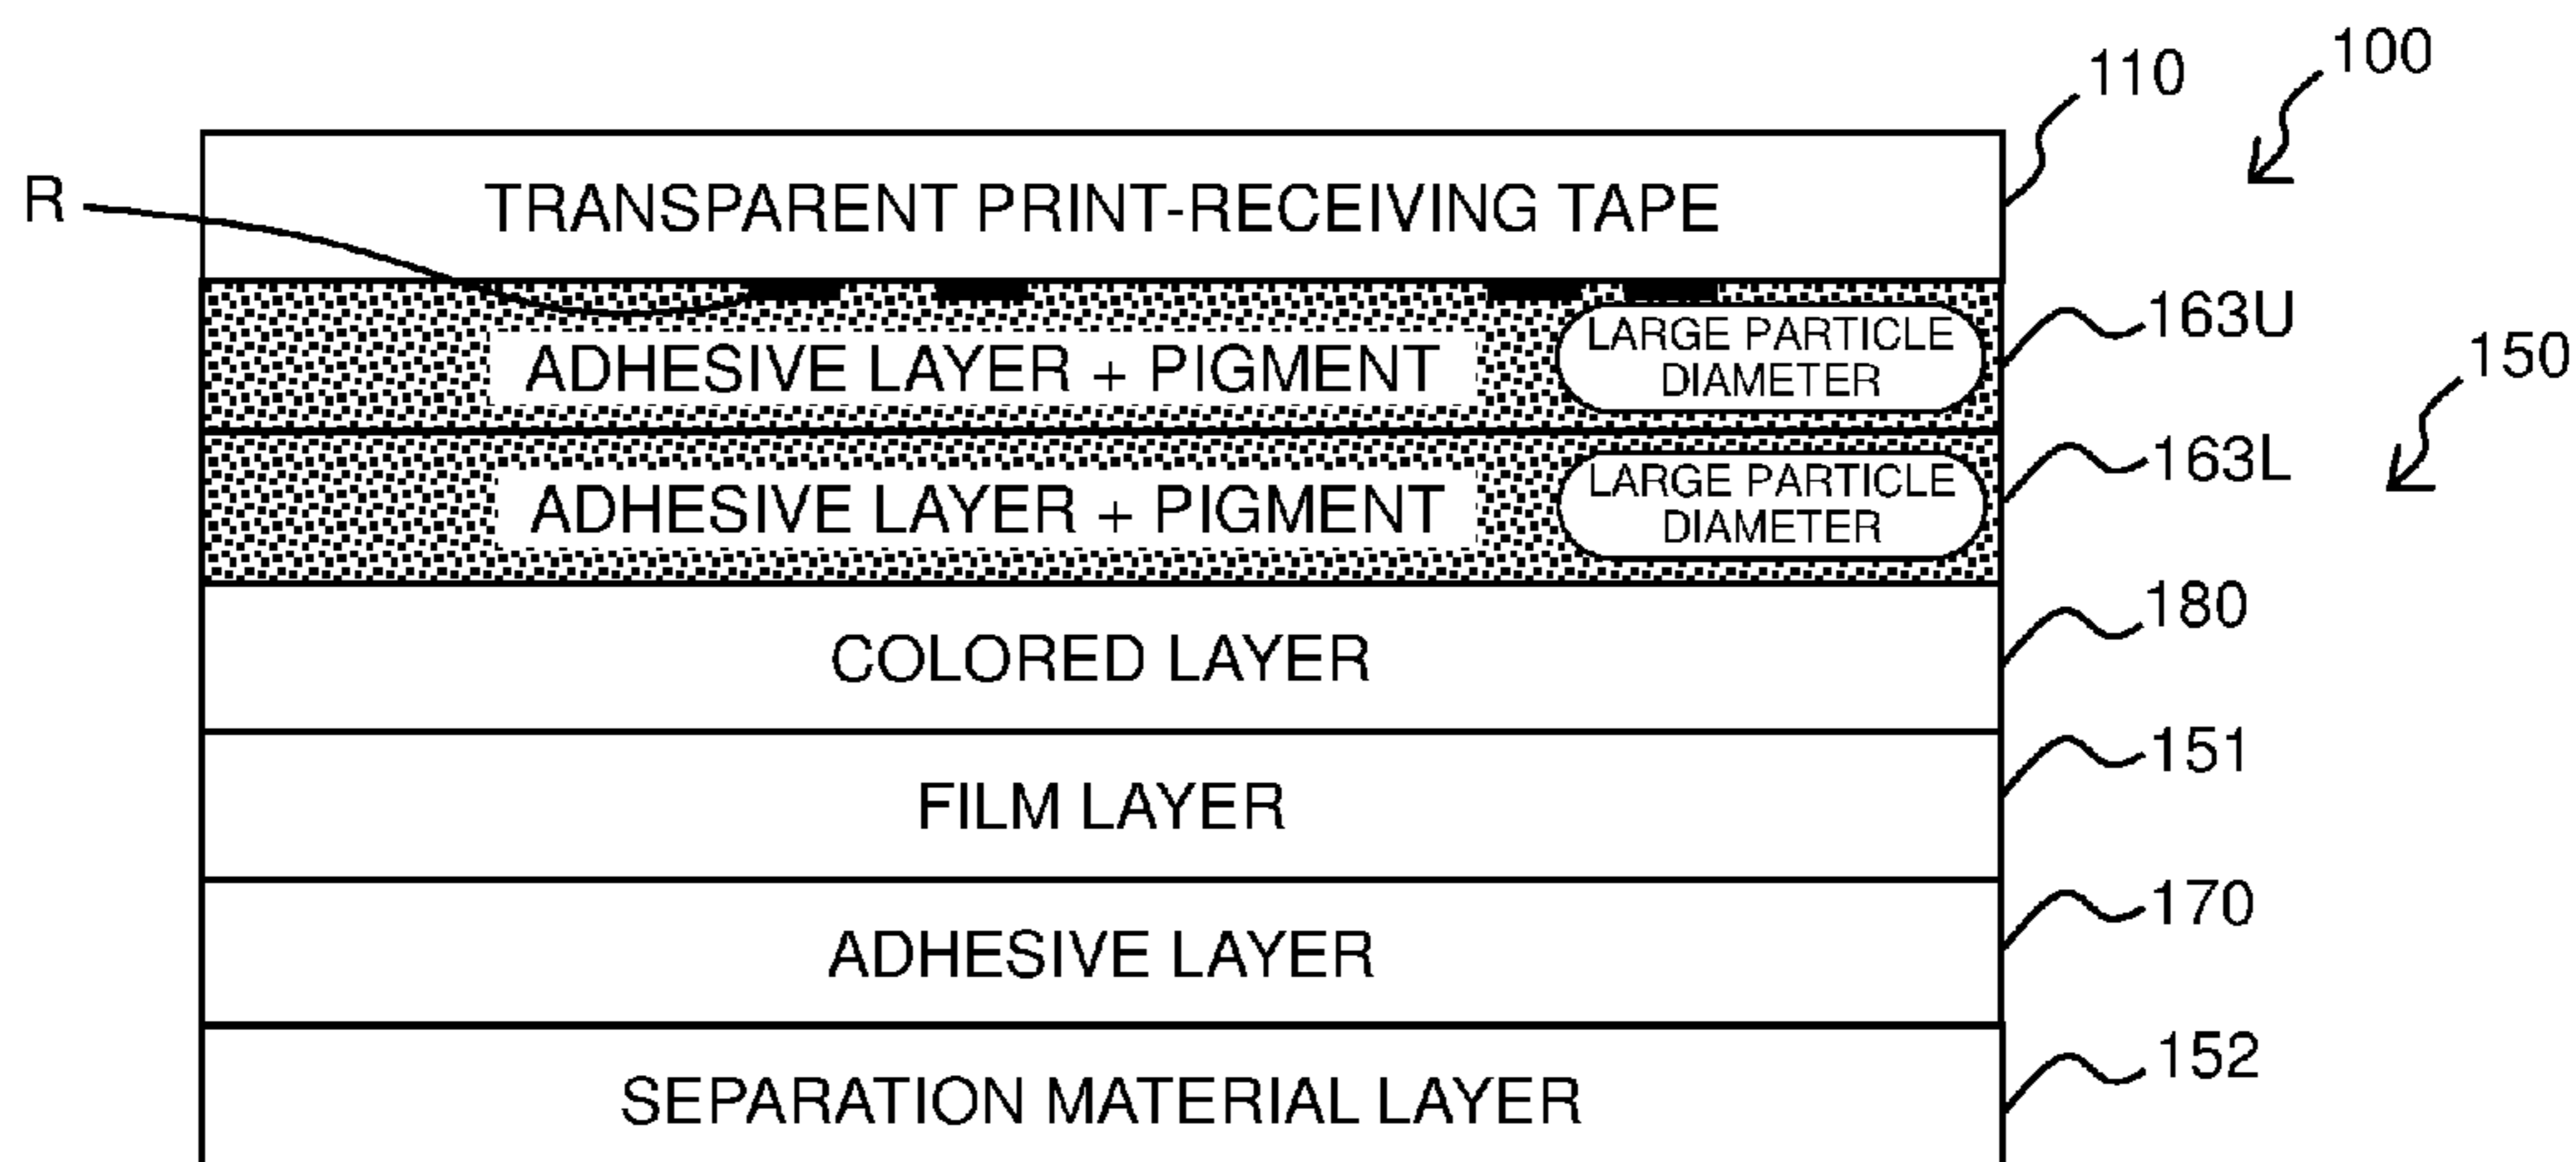 100
110
R
TRANSPARENT PRINT-RECEIVING TAPE
163U
ADHESIVE LAYER + PIGMENT
LARGE PARTICLE
DIAMETER
150
163L
ADHESIVE LAYER + PIGMENT
LARGE PARTICLE
DIAMETER
180
COLORED LAYER
151
FILM LAYER
170
ADHESIVE LAYER
152
SEPARATION MATERIAL LAYER